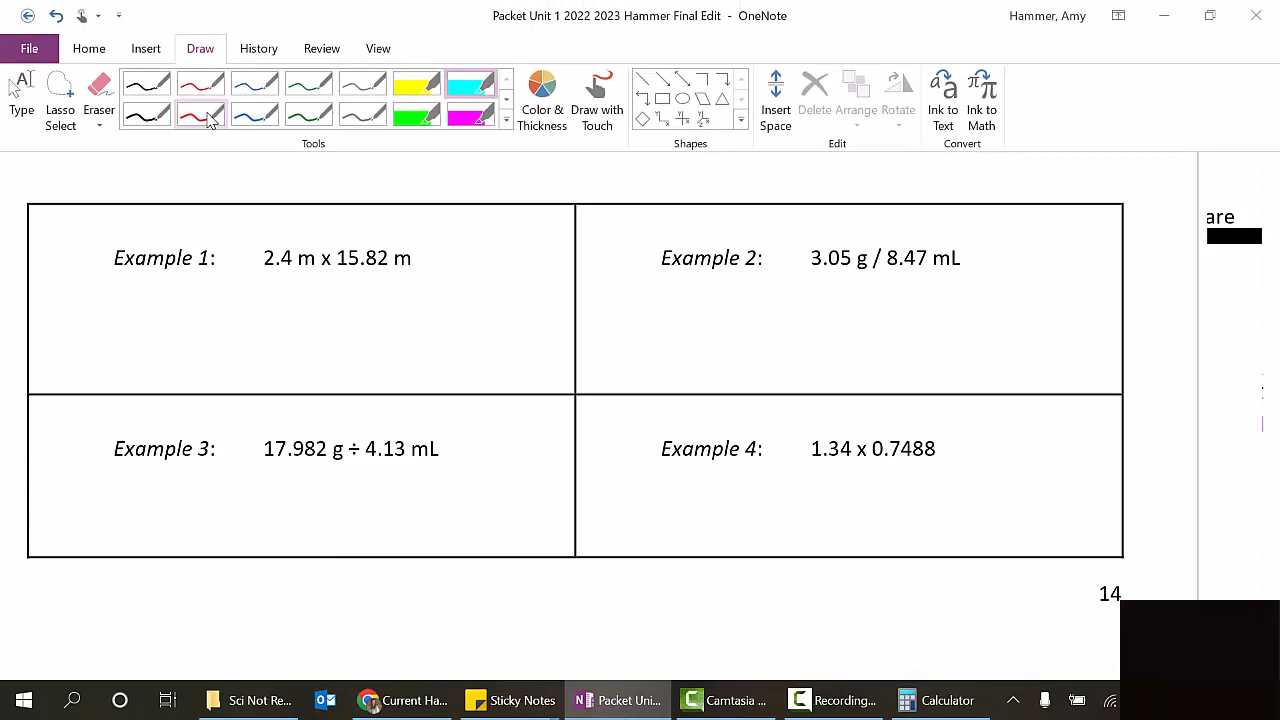 Packet Unit 1 2022 2023 Hammer Final Edit - OneNote
Hammer, Amy
File Home Insert Draw History Review View
Type
Lasso Select
Eraser
Color & Thickness
Draw with Touch
Insert Space
Delete
Arrange
Rotate
Ink to Text
Ink to Math
Tools
Shapes
Edit
Convert
are
Example 1: 2.4 m x 15.82 m
Example 2: 3.05 g / 8.47 mL
Example 3: 17.982 g ÷ 4.13 mL
Example 4: 1.34 x 0.7488
14
Sci Not Re...
Current Ha...
Sticky Notes
Packet Uni...
Camtasia ...
Recording...
Calculator